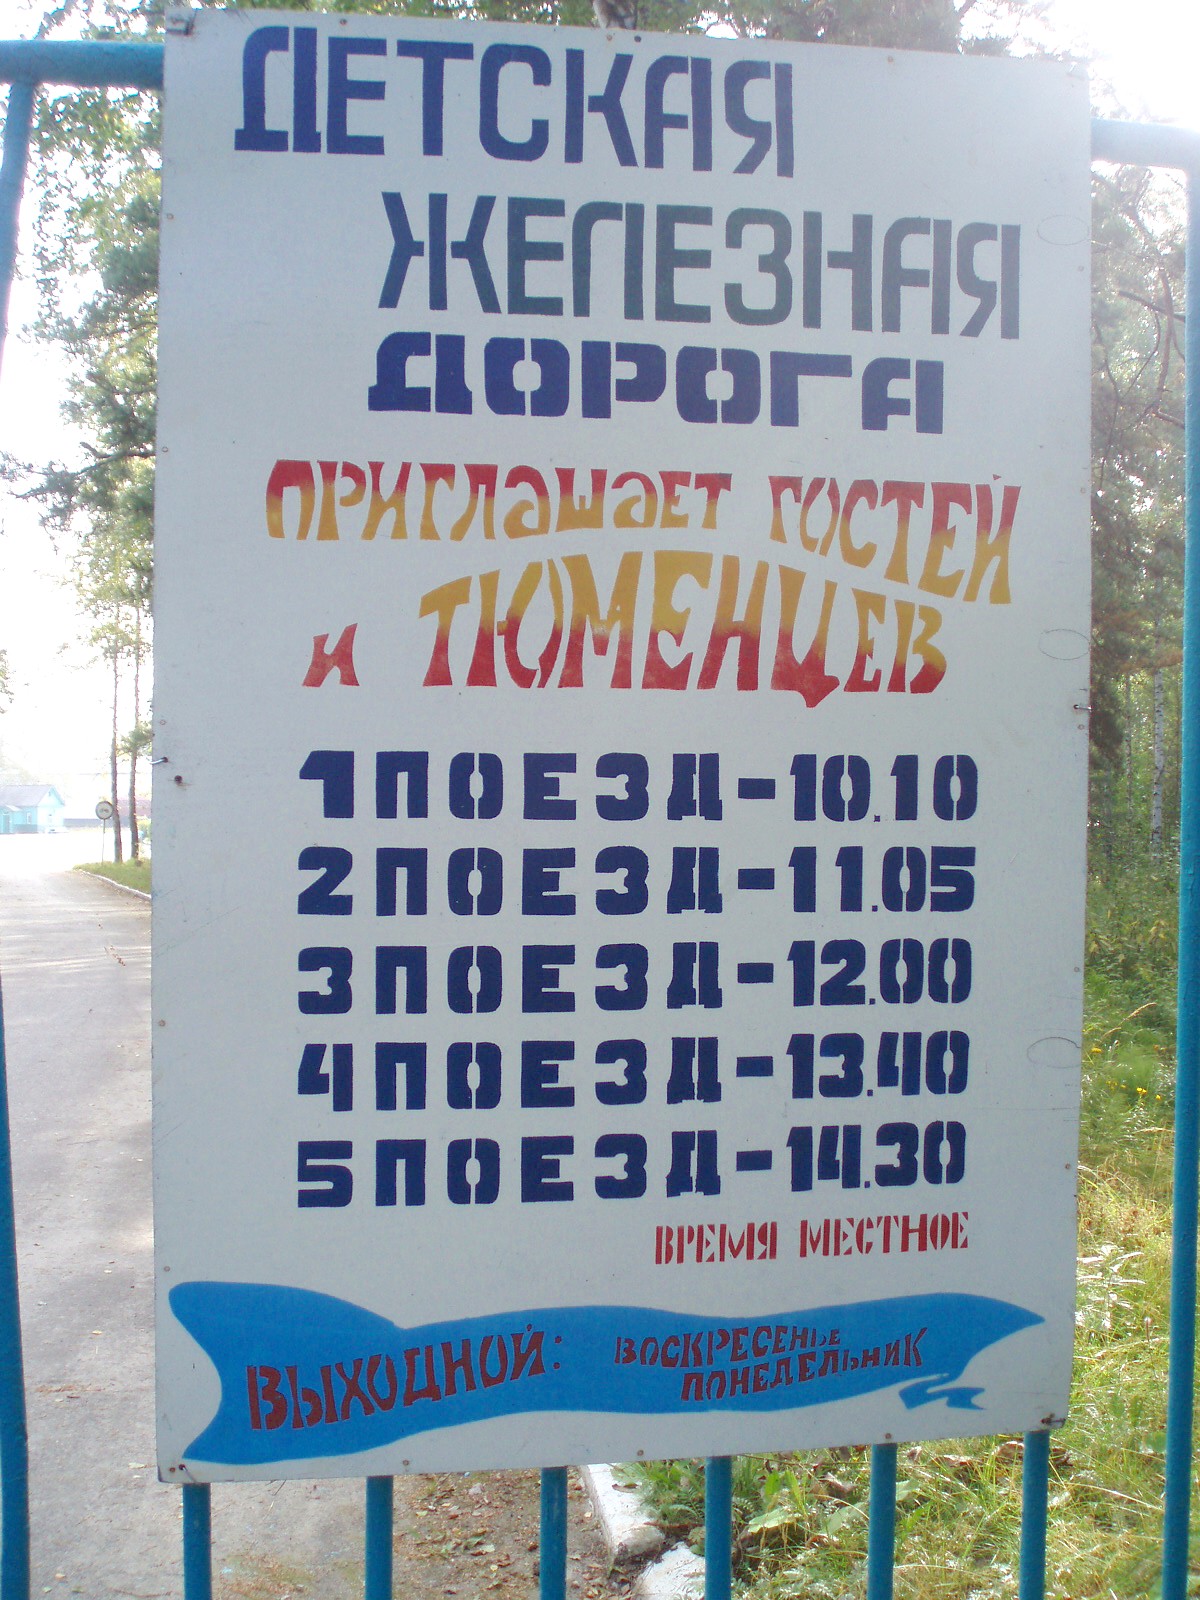 ДЕТСКАЯ
ЖЕЛЕЗНАЯ
ДОРОГА
ПРИГЛАШАЕТ ГОСТЕЙ
И ТЮМЕНЦЕВ
1 ПОЕЗД - 10.10
2 ПОЕЗД - 11.05
3 ПОЕЗД - 12.00
4 ПОЕЗД - 13.40
5 ПОЕЗД - 14.30
ВРЕМЯ МЕСТНОЕ
ВЫХОДНОЙ: ВОСКРЕСЕНЬЕ
ПОНЕДЕЛЬНИК